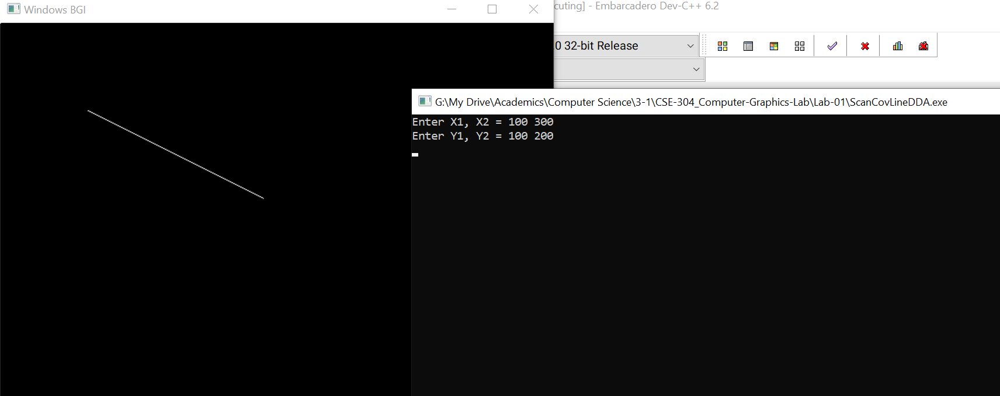 Windows BGI
cuting] - Embarcadero Dev-C++ 6.2
.0 32-bit Release
G:\My Drive\Academics\Computer Science\3-1\CSE-304_Computer-Graphics-Lab\Lab-01\ScanCovLineDDA.exe
Enter X1, X2 = 100 300
Enter Y1, Y2 = 100 200